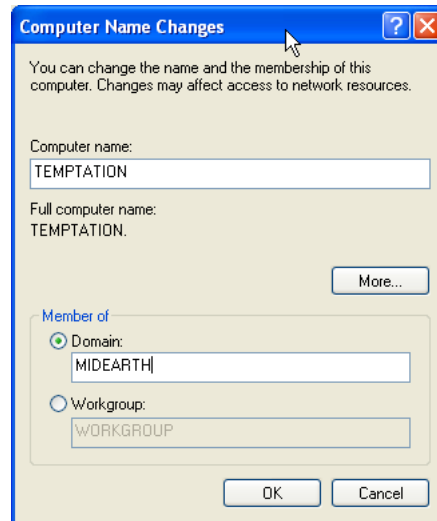 Computer Name Changes
You can change the name and the membership of this
computer. Changes may affect access to network resources.
Computer name:
TEMPTATION
Full computer name:
TEMPTATION.
More...
Member of
Domain:
MIDEARTH
Workgroup:
WORKGROUP
OK Cancel